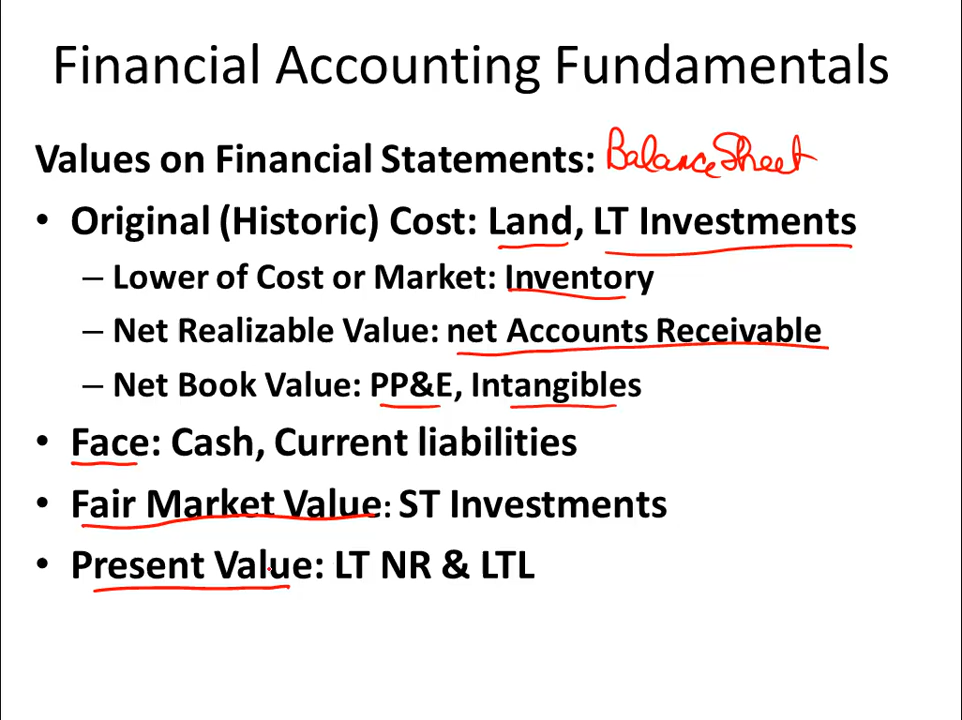 Financial Accounting Fundamentals
Values on Financial Statements: Balance Sheet
• Original (Historic) Cost: Land, LT Investments
– Lower of Cost or Market: Inventory
– Net Realizable Value: net Accounts Receivable
– Net Book Value: PP&E, Intangibles
• Face: Cash, Current liabilities
• Fair Market Value: ST Investments
• Present Value: LT NR & LTL